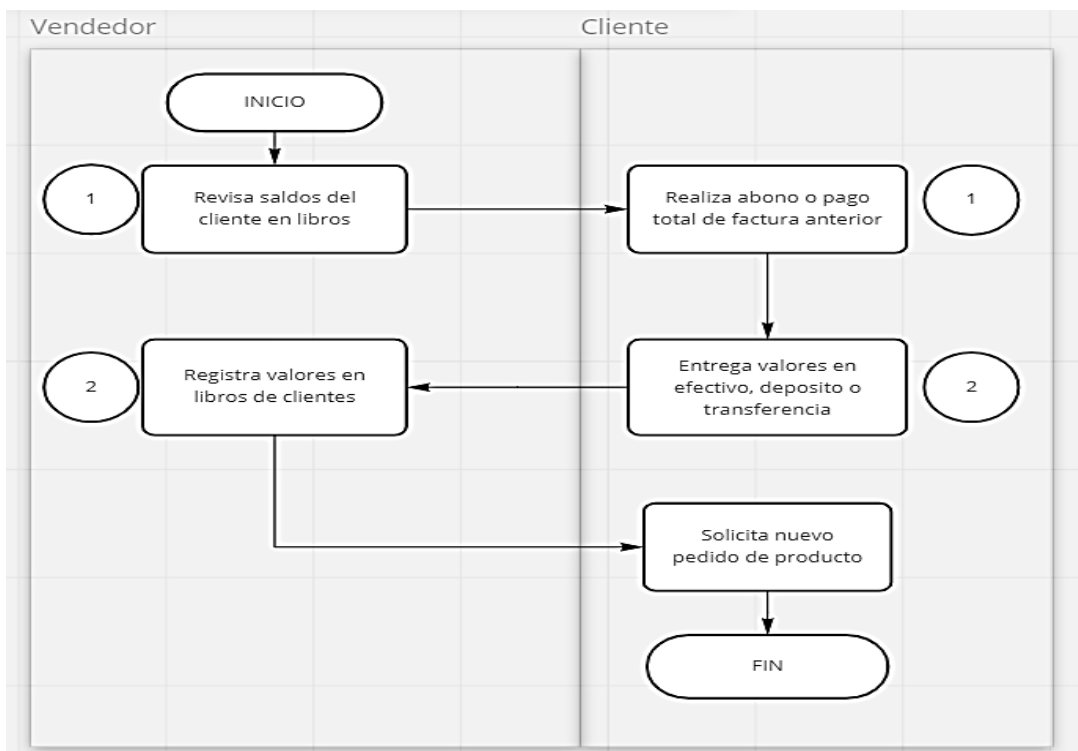 Vendedor
Cliente
INICIO
1
Revisa saldos del
cliente en libros
Realiza abono o pago
total de factura anterior
1
2
Registra valores en
libros de clientes
Entrega valores en
efectivo, deposito o
transferencia
2
Solicita nuevo
pedido de producto
FIN